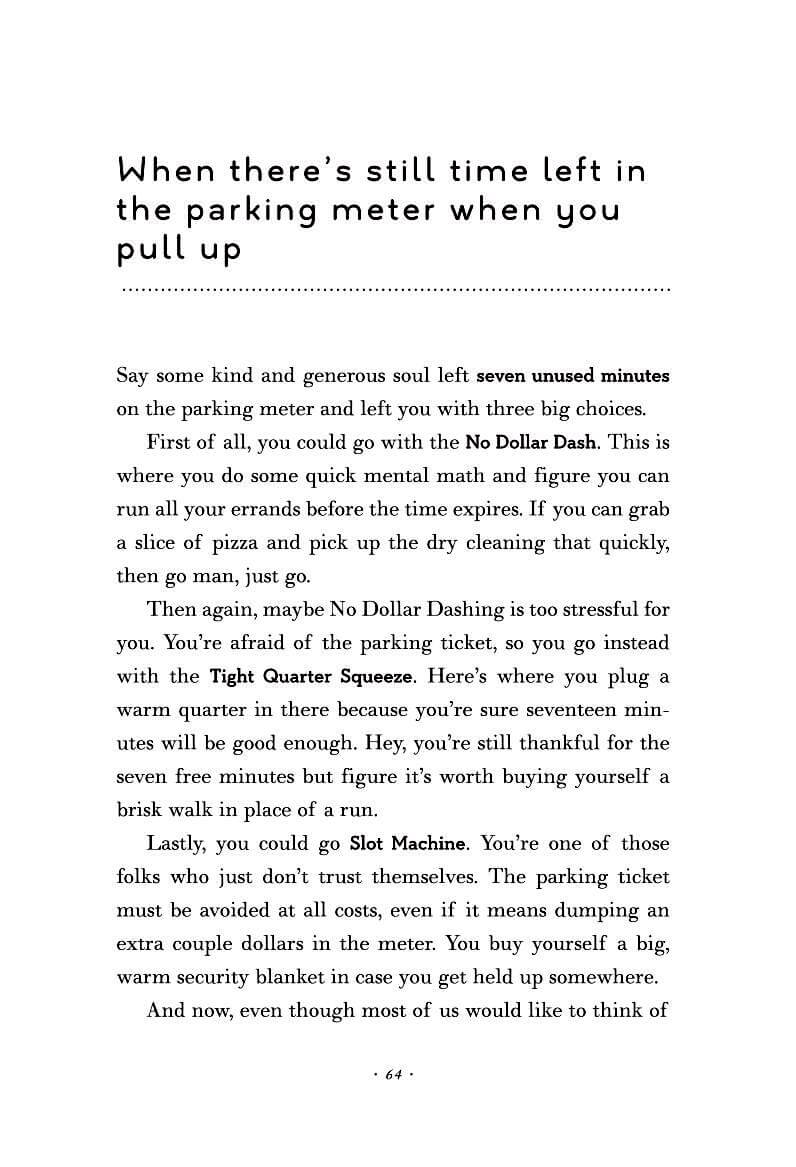 When there's still time left in
the parking meter when you
pull up
Say some kind and generous soul left seven unused minutes
on the parking meter and left you with three big choices.
First of all, you could go with the No Dollar Dash. This is
where you do some quick mental math and figure you can
run all your errands before the time expires. If you can grab
a slice of pizza and pick up the dry cleaning that quickly,
then go man, just go.
Then again, maybe No Dollar Dashing is too stressful for
you. You're afraid of the parking ticket, so you go instead
with the Tight Quarter Squeeze. Here's where you plug a
warm quarter in there because you're sure seventeen min-
utes will be good enough. Hey, you're still thankful for the
seven free minutes but figure it's worth buying yourself a
brisk walk in place of a run.
Lastly, you could go Slot Machine. You're one of those
folks who just don't trust themselves. The parking ticket
must be avoided at all costs, even if it means dumping an
extra couple dollars in the meter. You buy yourself a big,
warm security blanket in case you get held up somewhere.
And now, even though most of us would like to think of
· 64 ·